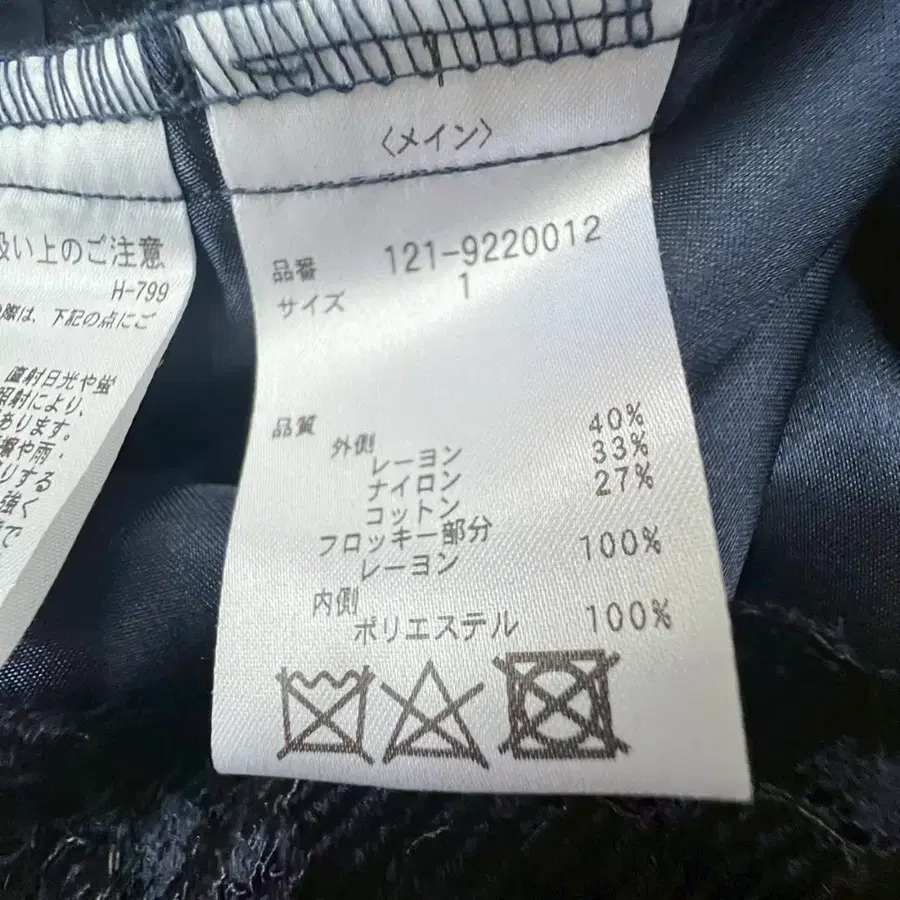 扱い上のご注意
H-799
際は、下記の点にご
直射日光や蛍
照射により、
あります。
や雨・
りする
強く
で
〈メイン〉
品番 121-9220012
サイズ 1
品質
外側
レーヨン 40%
ナイロン 33%
コットン 27%
フロッキー部分
レーヨン 100%
内側
ポリエステル 100%